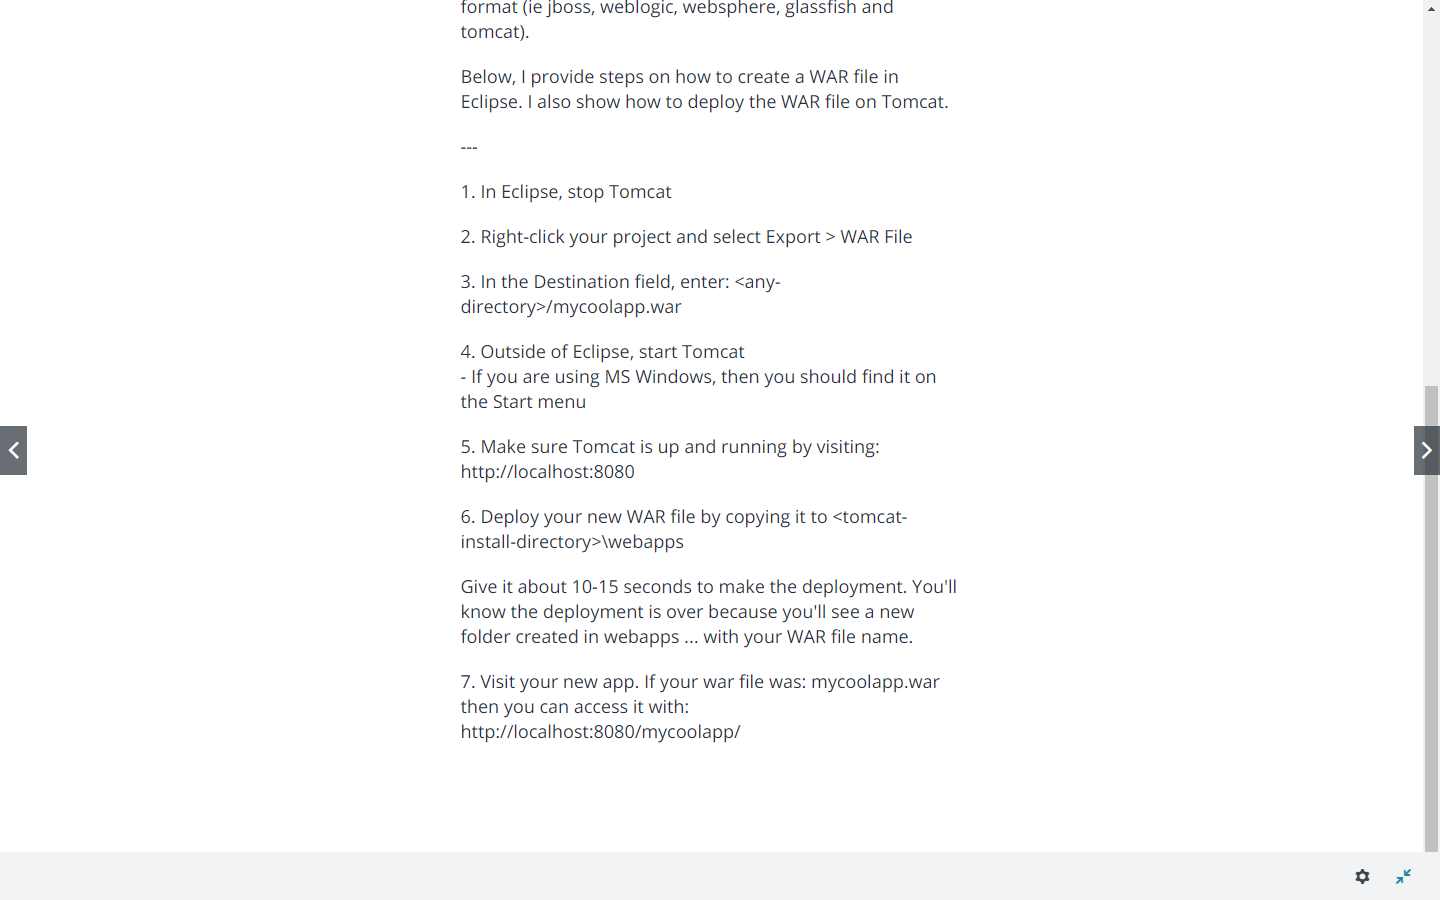 format (ie jboss, weblogic, websphere, glassfish and
tomcat).
Below, I provide steps on how to create a WAR file in
Eclipse. I also show how to deploy the WAR file on Tomcat.
---
1. In Eclipse, stop Tomcat
2. Right-click your project and select Export > WAR File
3. In the Destination field, enter: <any-
directory>/mycoolapp.war
4. Outside of Eclipse, start Tomcat
- If you are using MS Windows, then you should find it on
the Start menu
5. Make sure Tomcat is up and running by visiting:
http://localhost:8080
6. Deploy your new WAR file by copying it to <tomcat-
install-directory>\webapps
Give it about 10-15 seconds to make the deployment. You'll
know the deployment is over because you'll see a new
folder created in webapps ... with your WAR file name.
7. Visit your new app. If your war file was: mycoolapp.war
then you can access it with:
http://localhost:8080/mycoolapp/